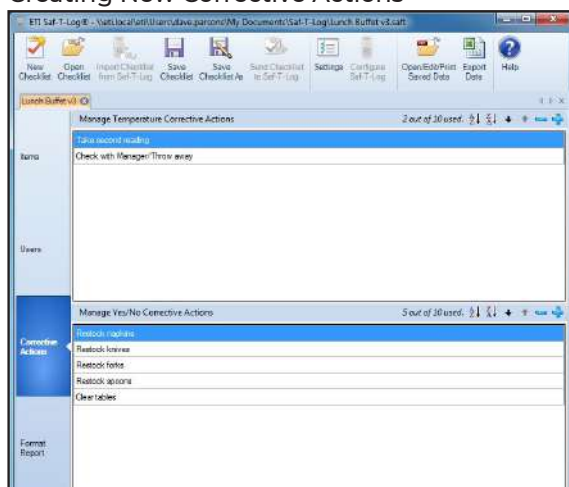 Creating New Corrective Actions
ETI Saf-T-Log® - \\eti.local\eti\Users\dave.parsons\My Documents\Saf-T-Log\Lunch Buffet v3.saft
New Checklist
Open Checklist
Import Checklist from Saf-T-Log
Save Checklist
Save Checklist As
Send Checklist to Saf-T-Log
Settings
Configure Saf-T-Log
Open/Edit/Print Saved Data
Export Data
Help
Lunch Buffet v3
Manage Temperature Corrective Actions 2 out of 10 used.
Take second reading
Check with Manager/Throw away
Items
Users
Corrective Actions
Format Report
Manage Yes/No Corrective Actions 5 out of 10 used.
Restock napkins
Restock knives
Restock forks
Restock spoons
Clear tables